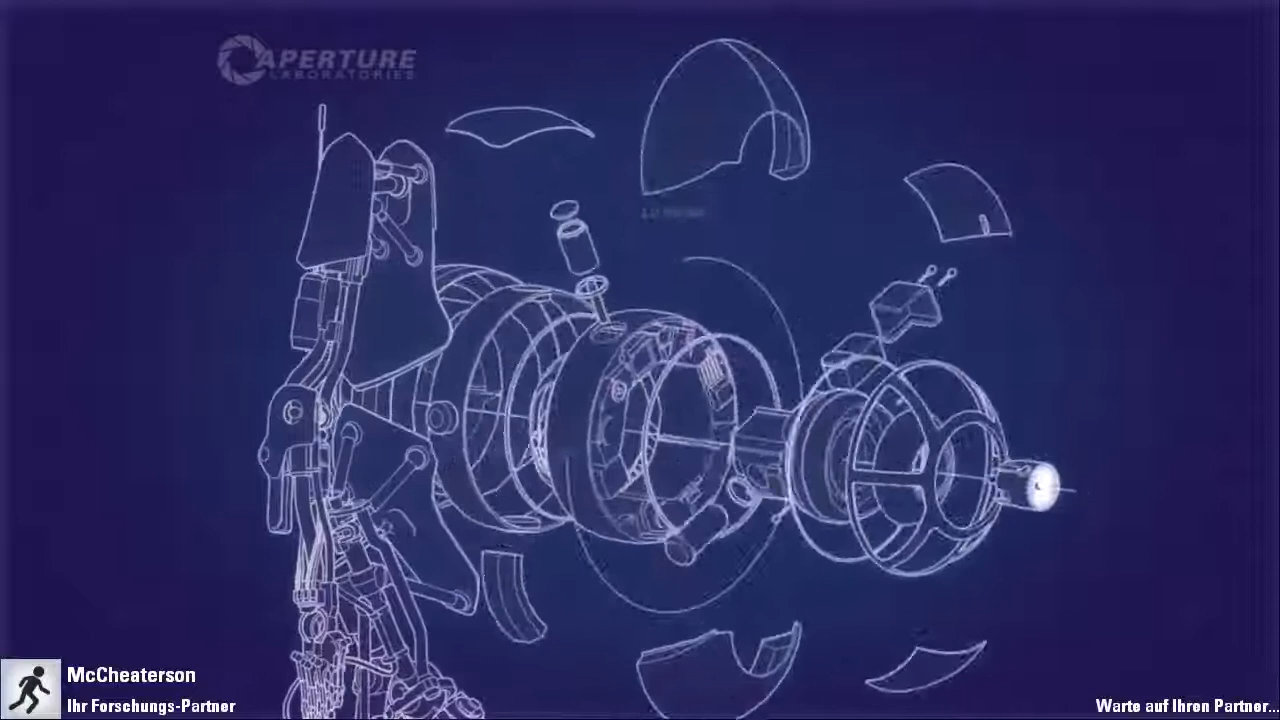 APERTURE
LABORATORIES
McCheaterson
Ihr Forschungs-Partner
Warte auf Ihren Partner...